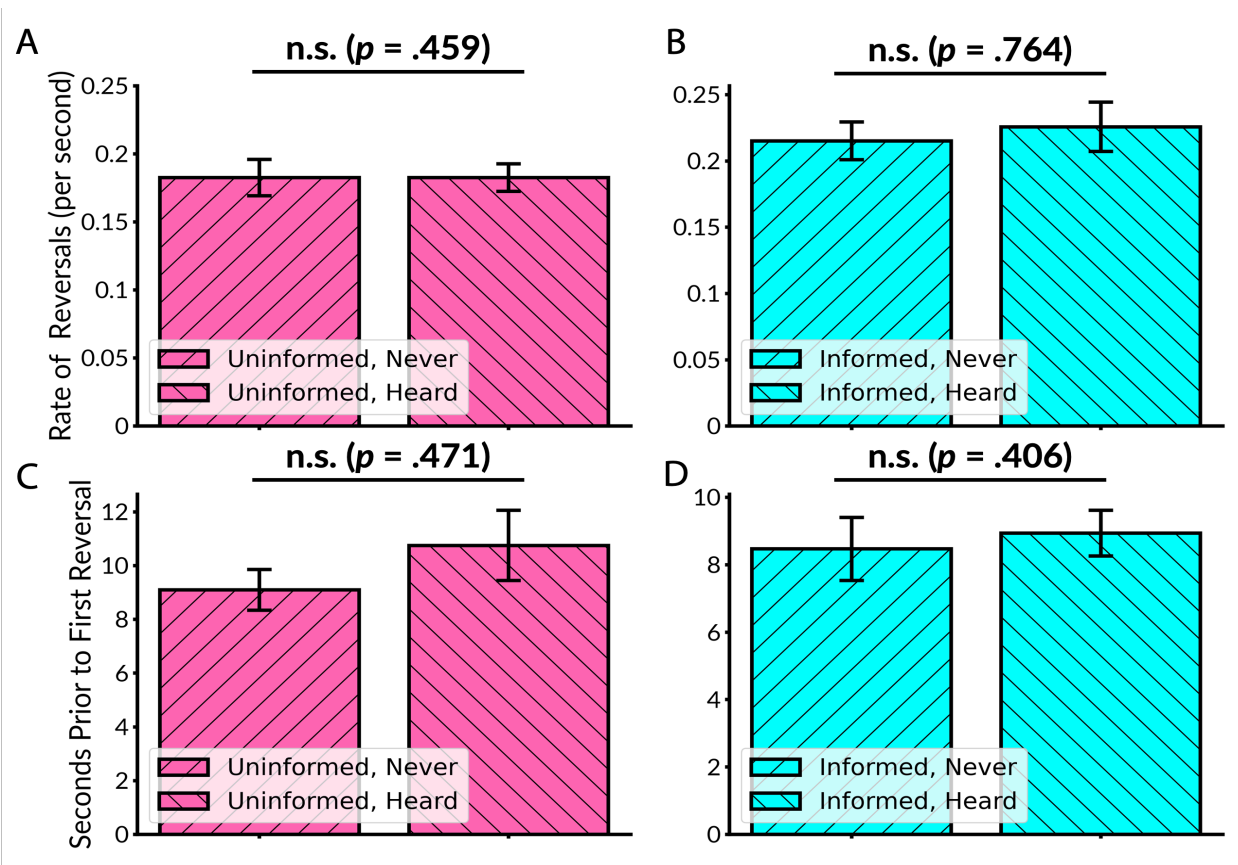 A
n.s. (p = .459)
Rate of Reversals (per second)
0.25
0.2
0.15
0.1
0.05
0
Uninformed, Never
Uninformed, Heard
B
n.s. (p = .764)
0.25
0.2
0.15
0.1
0.05
0
Informed, Never
Informed, Heard
C
n.s. (p = .471)
Seconds Prior to First Reversal
12
10
8
6
4
2
0
Uninformed, Never
Uninformed, Heard
D
n.s. (p = .406)
10
8
6
4
2
0
Informed, Never
Informed, Heard